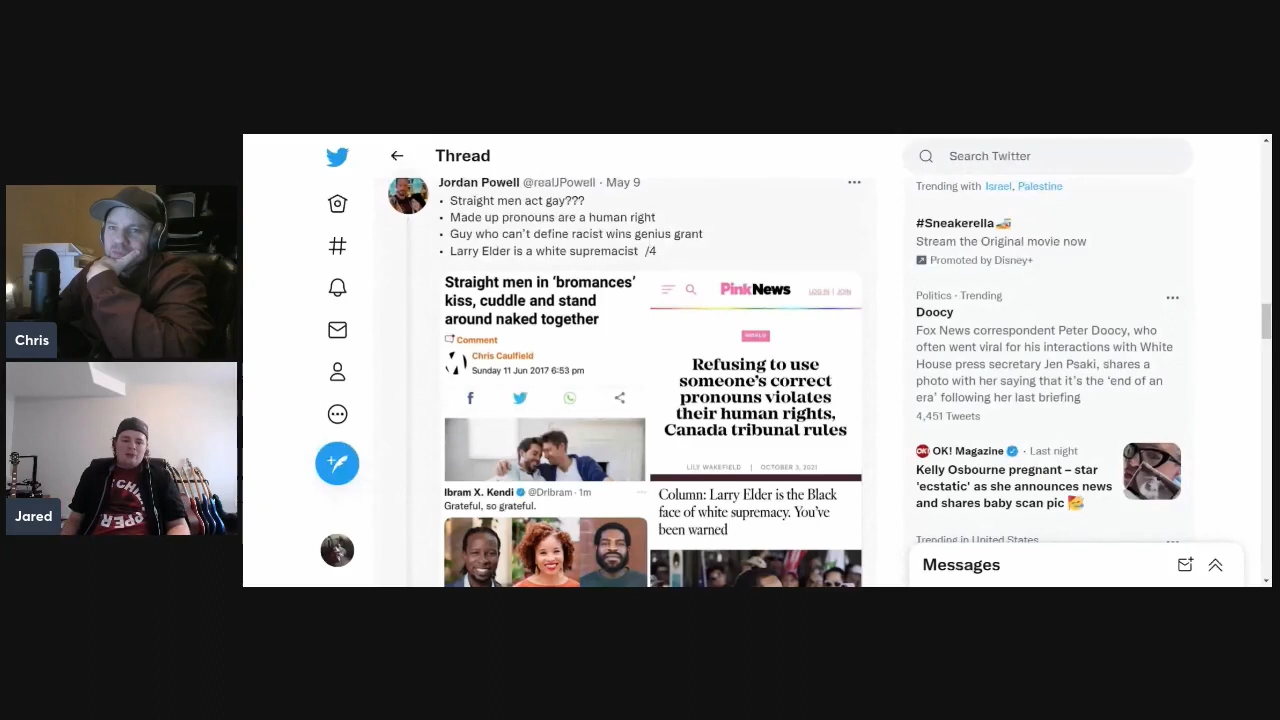 Chris
Jared
Thread
Jordan Powell @realJPowell · May 9
• Straight men act gay???
• Made up pronouns are a human right
• Guy who can't define racist wins genius grant
• Larry Elder is a white supremacist /4
Straight men in 'bromances'
kiss, cuddle and stand
around naked together
Comment
Chris Caulfield
Sunday 11 Jun 2017 6:53 pm
Ibram X. Kendi @DrIbram · 1m
Grateful, so grateful.
PinkNews
LOG IN | JOIN
WORLD
Refusing to use
someone's correct
pronouns violates
their human rights,
Canada tribunal rules
LILY WAKEFIELD | OCTOBER 3, 2021
Column: Larry Elder is the Black
face of white supremacy. You've
been warned
Search Twitter
Trending with Israel, Palestine
#Sneakerella
Stream the Original movie now
Promoted by Disney+
Politics · Trending
Doocy
Fox News correspondent Peter Doocy, who
often went viral for his interactions with White
House press secretary Jen Psaki, shares a
photo with her saying that it's the 'end of an
era' following her last briefing
4,451 Tweets
OK! OK! Magazine · Last night
Kelly Osbourne pregnant – star
'ecstatic' as she announces news
and shares baby scan pic
Trending in United States
Messages